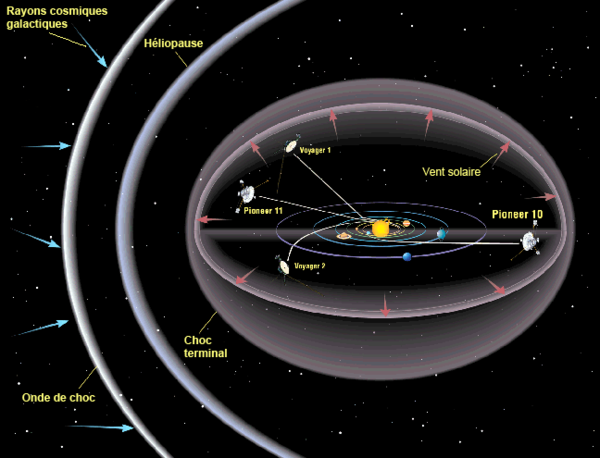 Rayons cosmiques
galactiques
Héliopause
Voyager 1
Vent solaire
Pioneer 11
Pioneer 10
Voyager 2
Choc
terminal
Onde de choc